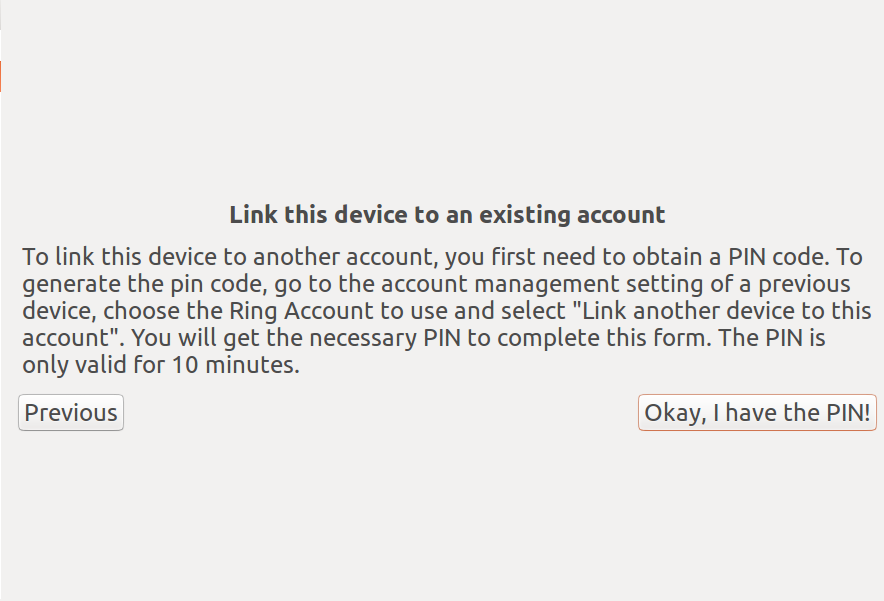 Link this device to an existing account
To link this device to another account, you first need to obtain a PIN code. To
generate the pin code, go to the account management setting of a previous
device, choose the Ring Account to use and select "Link another device to this
account". You will get the necessary PIN to complete this form. The PIN is
only valid for 10 minutes.
Previous
Okay, I have the PIN!